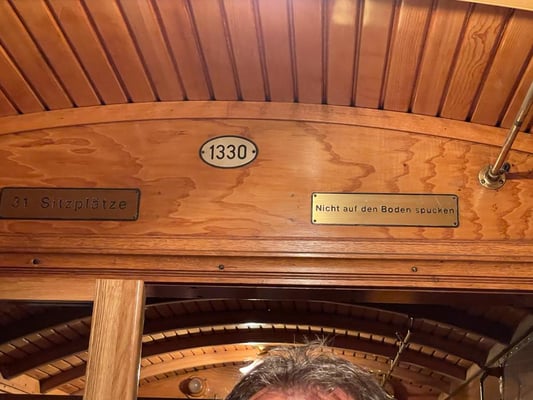 1330
31 Sitzplätze
Nicht auf den Boden spucken